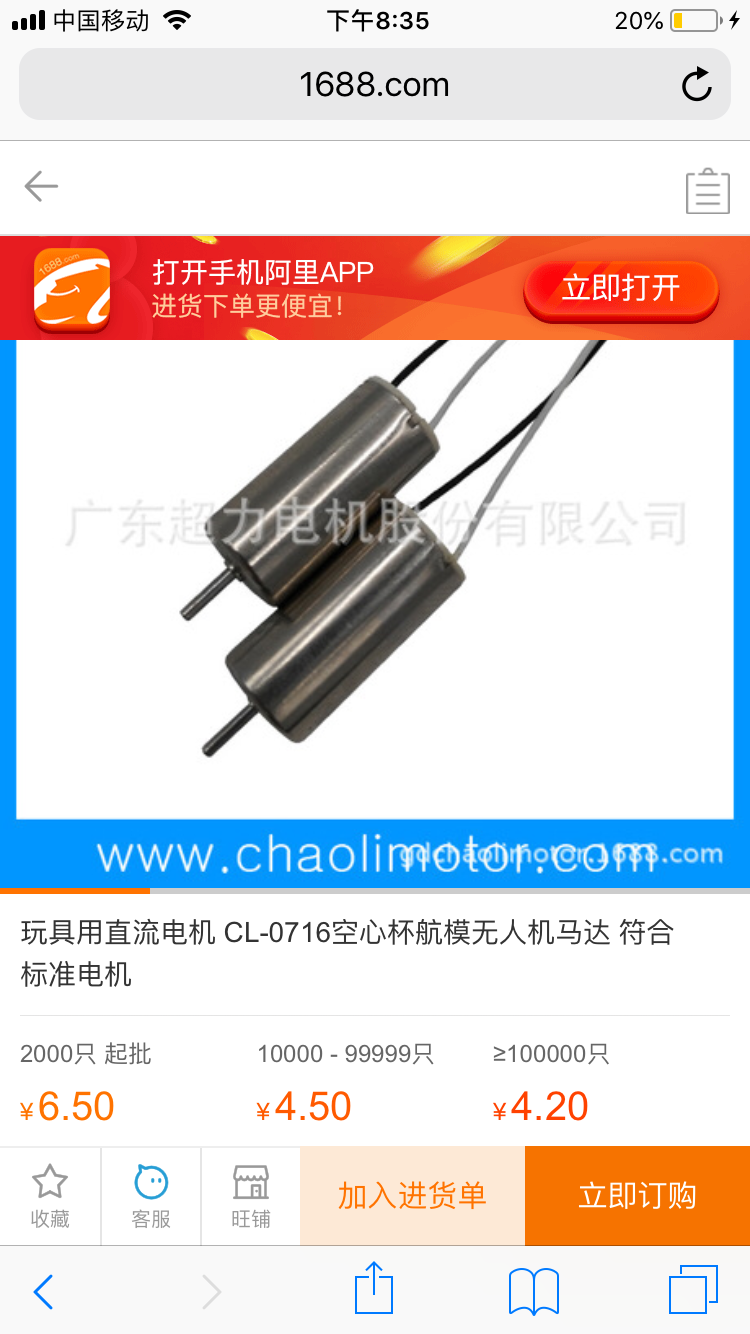 中国移动
下午8:35
20%
1688.com
1688.com
打开手机阿里APP
进货下单更便宜！
立即打开
广东超力电机股份有限公司
www.chaolimotor.com
gdchaolimotor.1688.com
玩具用直流电机 CL-0716空心杯航模无人机马达 符合
标准电机
2000只 起批
10000 - 99999只
≥100000只
¥6.50
¥4.50
¥4.20
收藏
客服
旺铺
加入进货单
立即订购